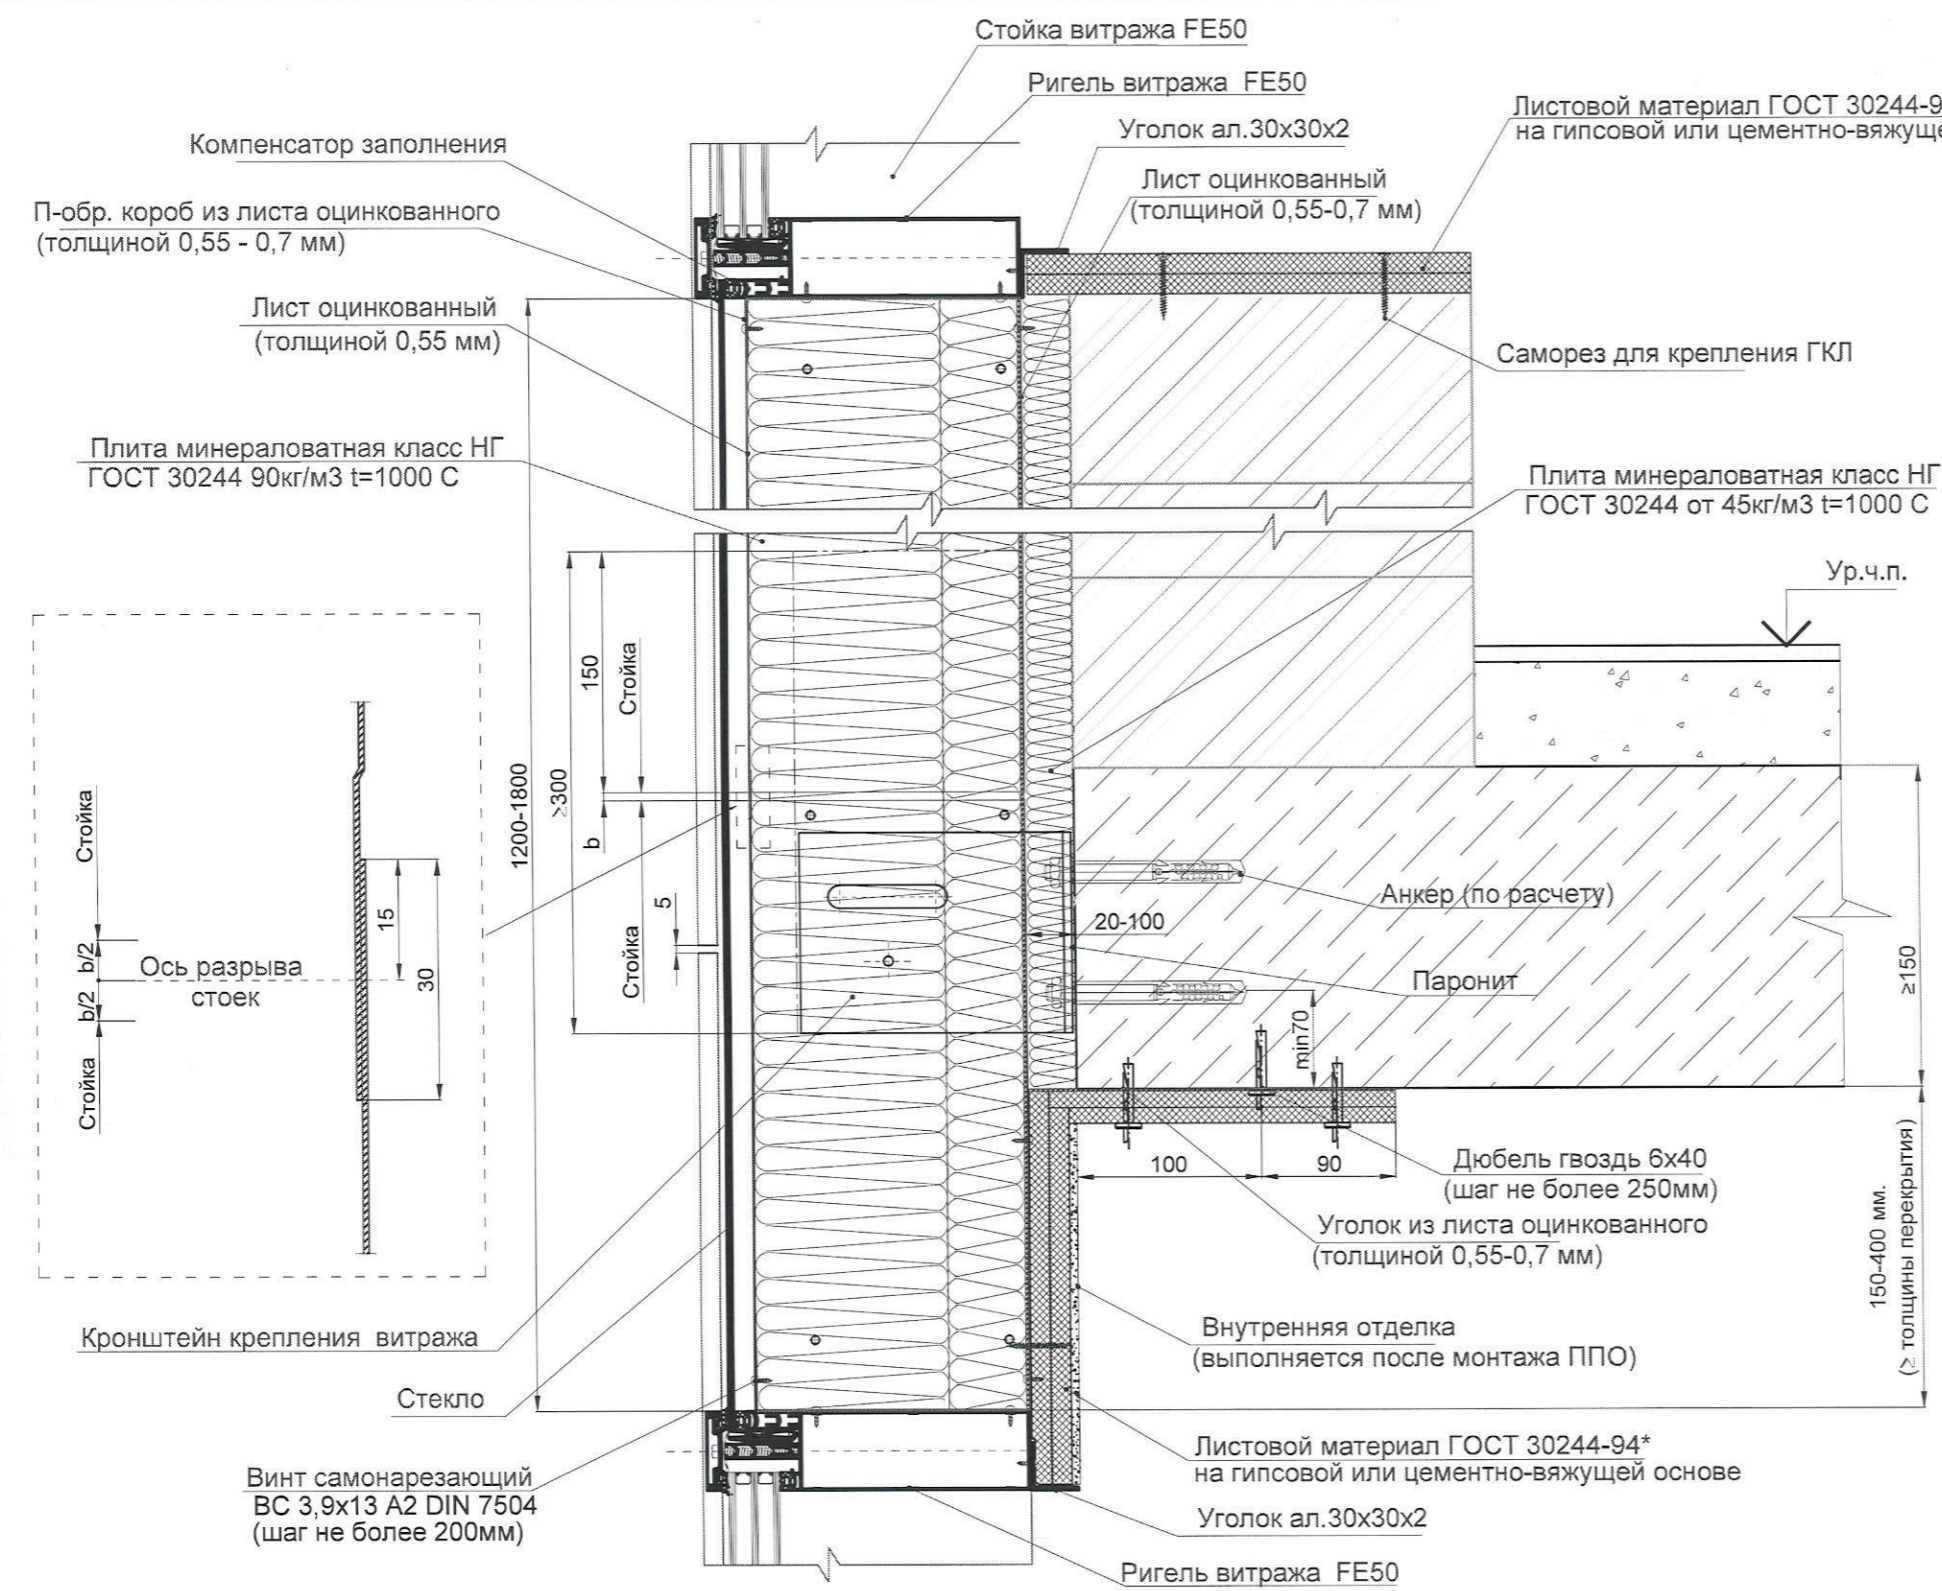 Стойка витража FE50
Ригель витража FE50
Уголок ал.30х30х2
Листовой материал ГОСТ 30244-9
на гипсовой или цементно-вяжуще
Компенсатор заполнения
Лист оцинкованный
(толщиной 0,55-0,7 мм)
П-обр. короб из листа оцинкованного
(толщиной 0,55 - 0,7 мм)
Лист оцинкованный
(толщиной 0,55 мм)
Саморез для крепления ГКЛ
Плита минераловатная класс НГ
ГОСТ 30244 90кг/м3 t=1000 С
Плита минераловатная класс НГ
ГОСТ 30244 от 45кг/м3 t=1000 С
Ур.ч.п.
150
Стойка
≥300
1200-1800
b
5
Стойка
Стойка
b/2
b/2
Стойка
Ось разрыва
стоек
15
30
Анкер (по расчету)
20-100
Паронит
≥150
min70
100
90
Дюбель гвоздь 6х40
(шаг не более 250мм)
Уголок из листа оцинкованного
(толщиной 0,55-0,7 мм)
150-400 мм.
(≥ толщины перекрытия)
Кронштейн крепления витража
Внутренняя отделка
(выполняется после монтажа ППО)
Стекло
Листовой материал ГОСТ 30244-94*
на гипсовой или цементно-вяжущей основе
Винт самонарезающий
ВС 3,9х13 А2 DIN 7504
(шаг не более 200мм)
Уголок ал.30х30х2
Ригель витража FE50